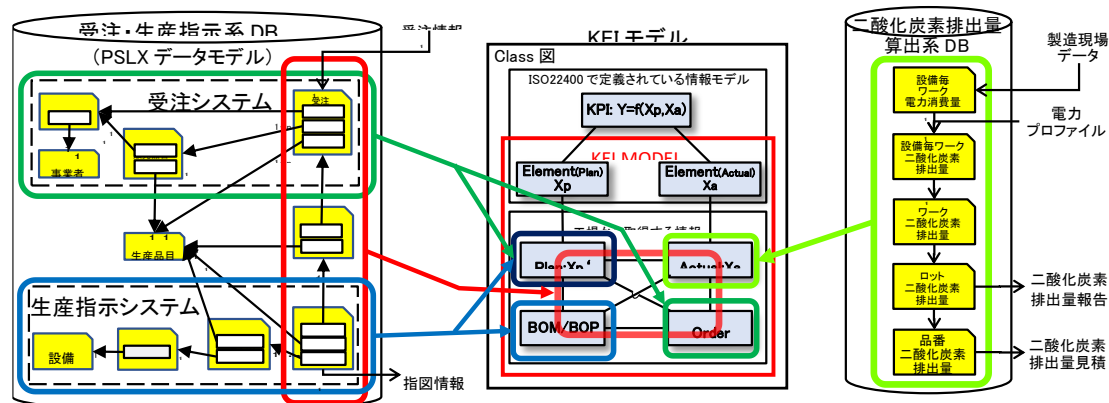 受注・生産指示系 DB
(PSLX データモデル)
受注システム
受注
事業者
生産品目
生産指示システム
設備
指図情報
Class 図
ISO22400 で定義されている情報モデル
KPI: Y=f(Xp,Xa)
KEI MODEL
Element(Plan)
Xp
Element(Actual)
Xa
BOM/BOP
Order
二酸化炭素排出量
算出系 DB
製造現場
データ
設備毎
ワーク
電力消費量
電力
プロファイル
設備毎ワーク
二酸化炭素
排出量
ワーク
二酸化炭素
排出量
ロット
二酸化炭素
排出量
二酸化炭素
排出量報告
品番
二酸化炭素
排出量
二酸化炭素
排出量見積